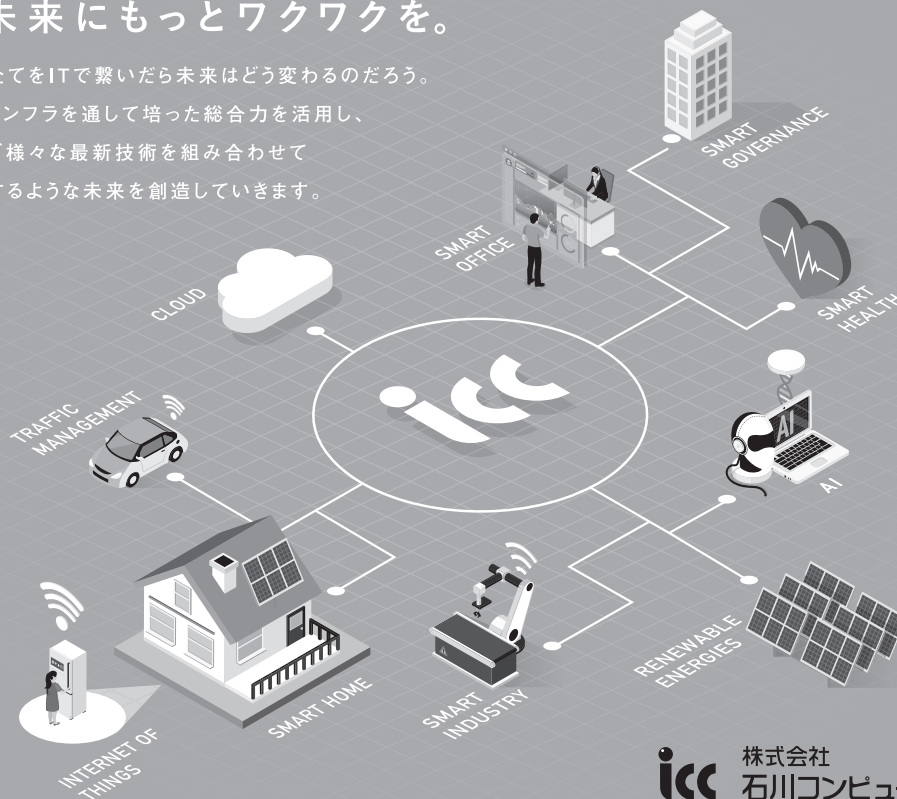 未来にもっとワクワクを。
たてをITで繋いだら未来はどう変わるのだろう。
ンフラを通して培った総合力を活用し、
様々な最新技術を組み合わせて
するような未来を創造していきます。
SMART
GOVERNANCE
SMART
OFFICE
SMART
HEALTH
CLOUD
icc
TRAFFIC
MANAGEMENT
AI
AI
RENEWABLE
ENERGIES
SMART HOME
SMART
INDUSTRY
INTERNET OF
THINGS
icc
株式会社
石川コンピュー